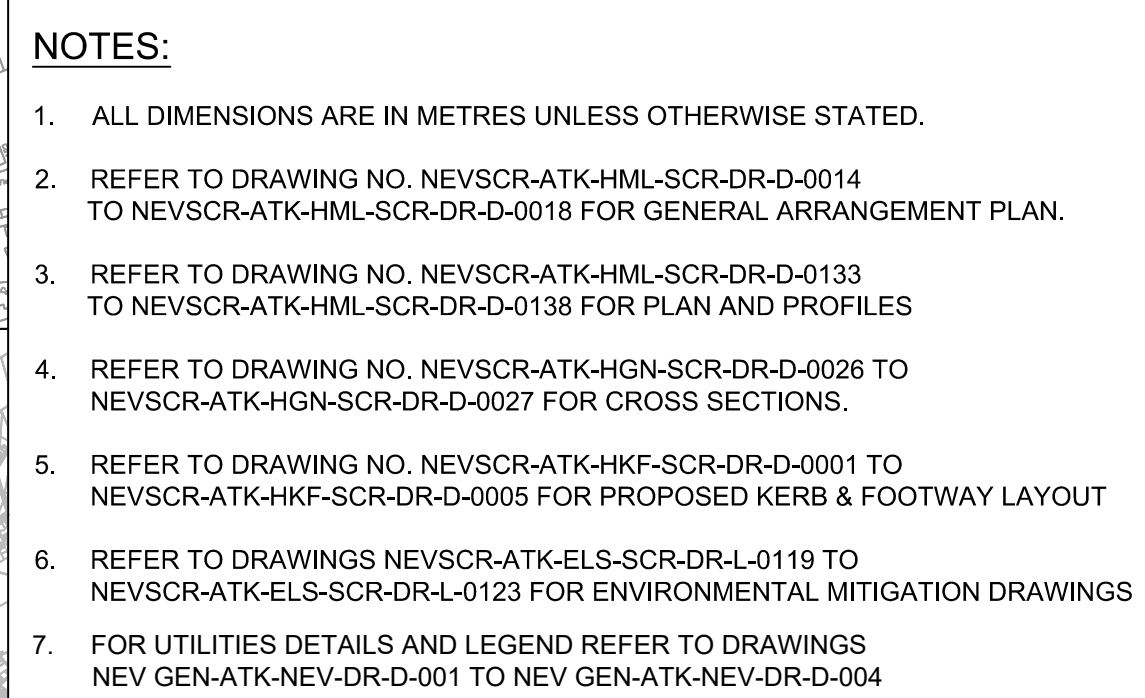 NOTES:
1. ALL DIMENSIONS ARE IN METRES UNLESS OTHERWISE STATED.
2. REFER TO DRAWING NO. NEVSCR-ATK-HML-SCR-DR-D-0014
TO NEVSCR-ATK-HML-SCR-DR-D-0018 FOR GENERAL ARRANGEMENT PLAN.
3. REFER TO DRAWING NO. NEVSCR-ATK-HML-SCR-DR-D-0133
TO NEVSCR-ATK-HML-SCR-DR-D-0138 FOR PLAN AND PROFILES
4. REFER TO DRAWING NO. NEVSCR-ATK-HGN-SCR-DR-D-0026 TO
NEVSCR-ATK-HGN-SCR-DR-D-0027 FOR CROSS SECTIONS.
5. REFER TO DRAWING NO. NEVSCR-ATK-HKF-SCR-DR-D-0001 TO
NEVSCR-ATK-HKF-SCR-DR-D-0005 FOR PROPOSED KERB & FOOTWAY LAYOUT
6. REFER TO DRAWINGS NEVSCR-ATK-ELS-SCR-DR-L-0119 TO
NEVSCR-ATK-ELS-SCR-DR-L-0123 FOR ENVIRONMENTAL MITIGATION DRAWINGS
7. FOR UTILITIES DETAILS AND LEGEND REFER TO DRAWINGS
NEV GEN-ATK-NEV-DR-D-001 TO NEV GEN-ATK-NEV-DR-D-004